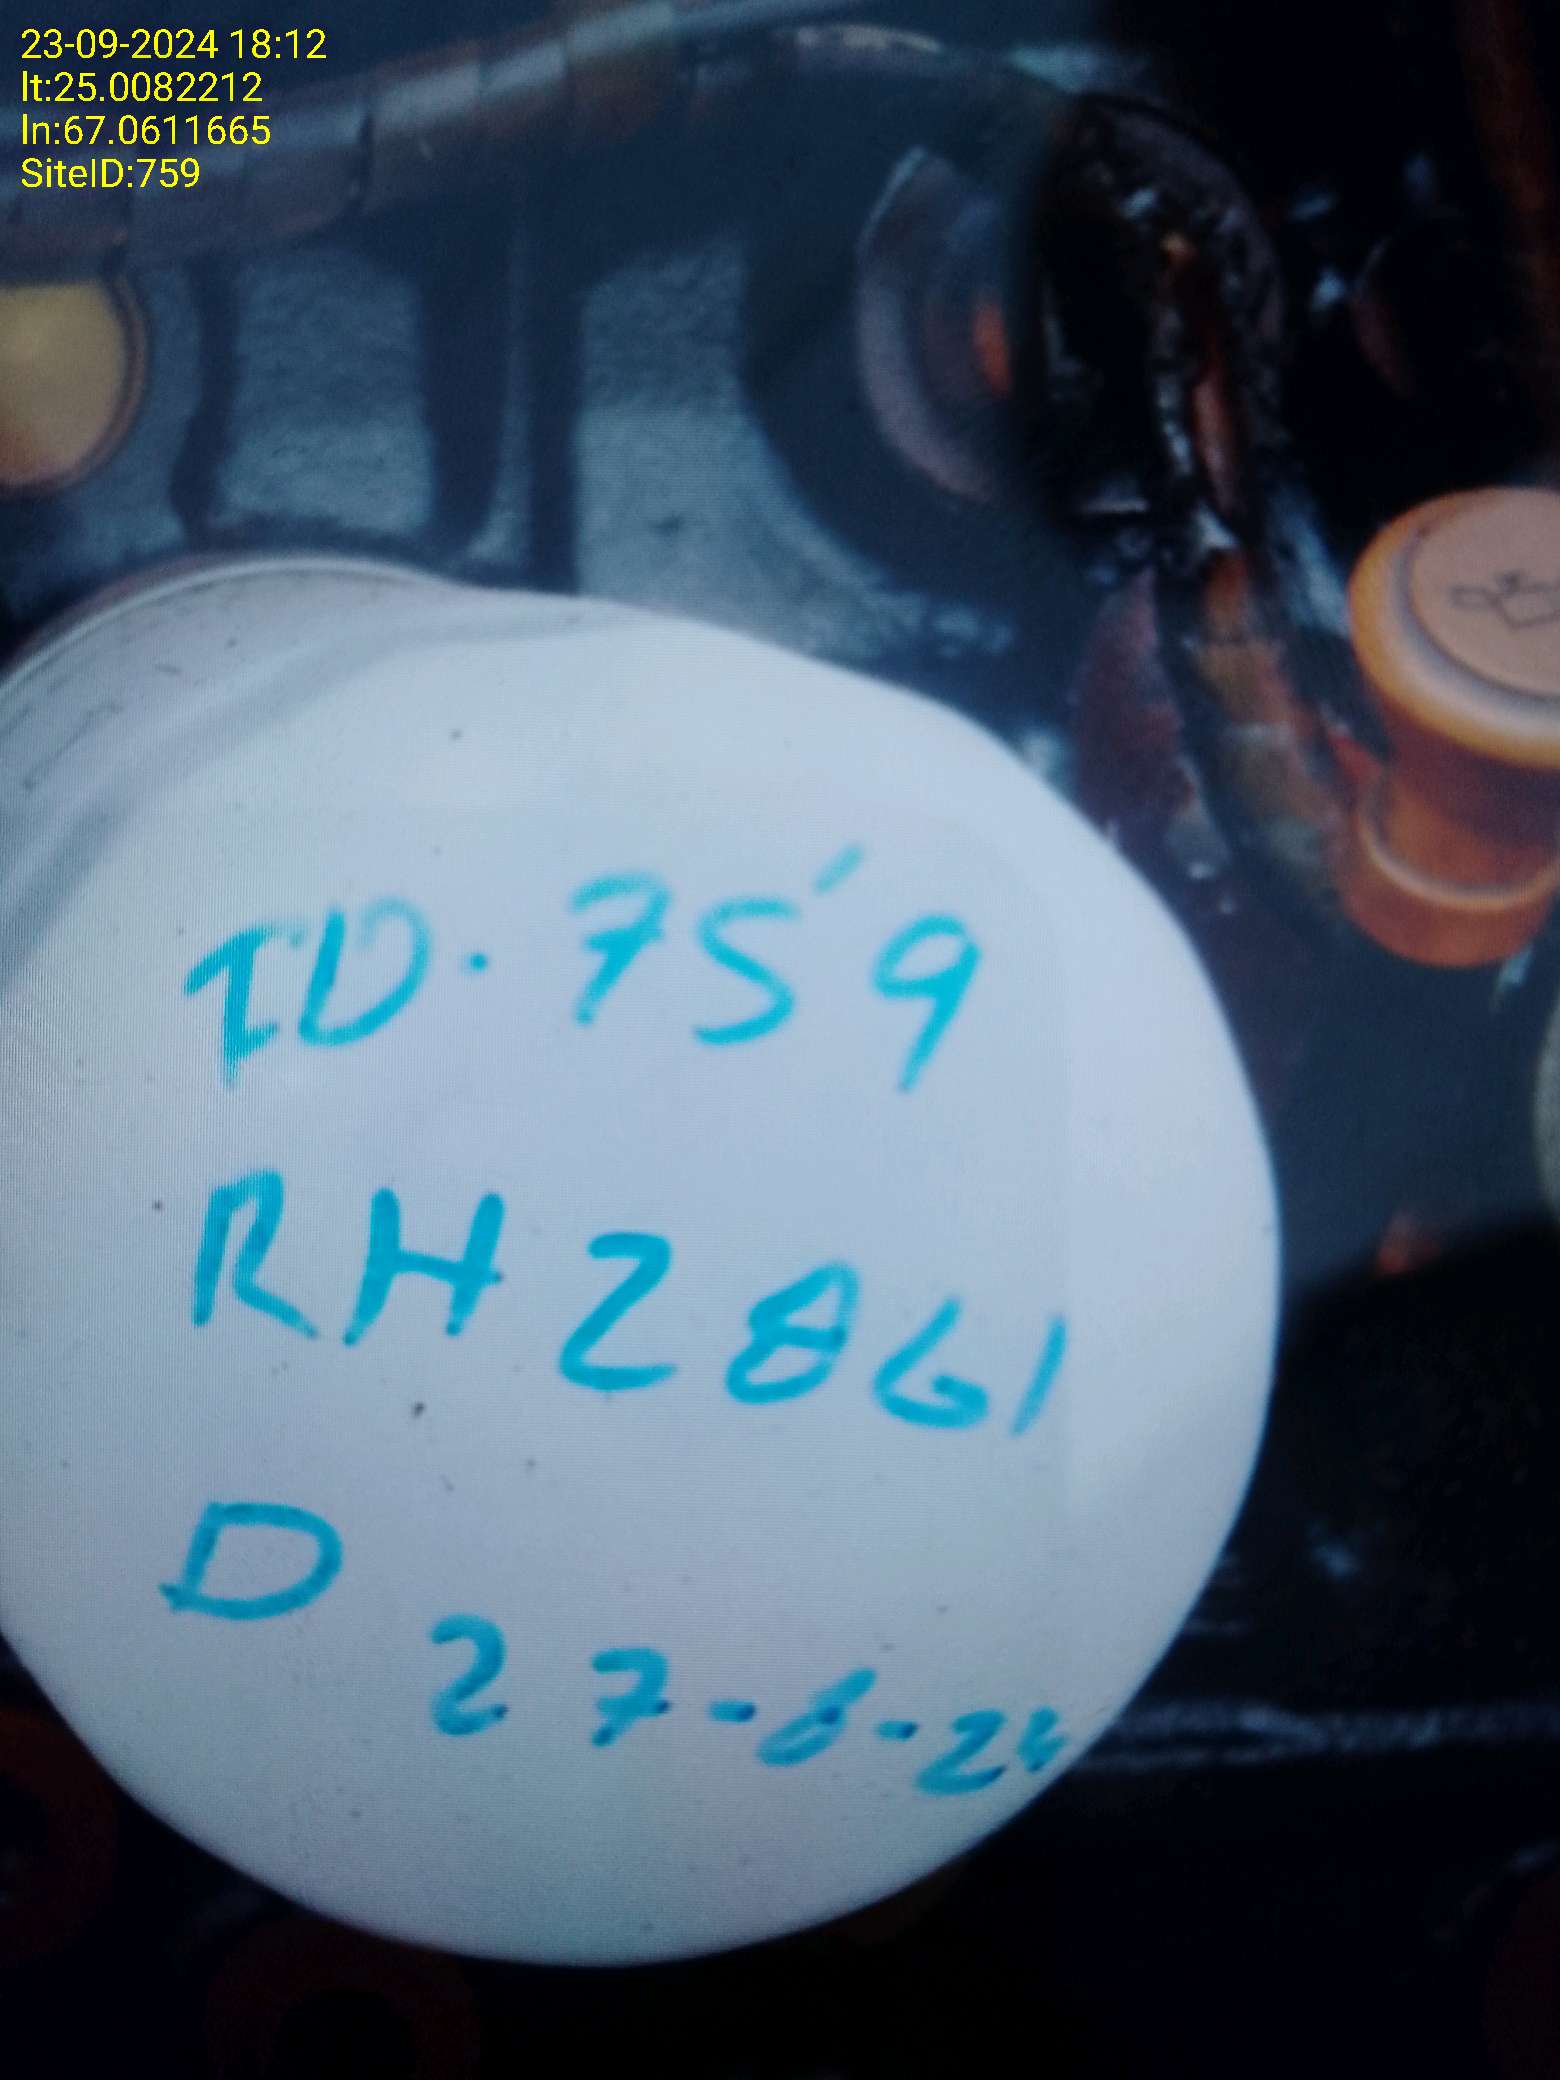 23-09-2024 18:12
lt:25.0082212
ln:67.0611665
SiteID:759
ID. 759
RH2861
D
27-8-24